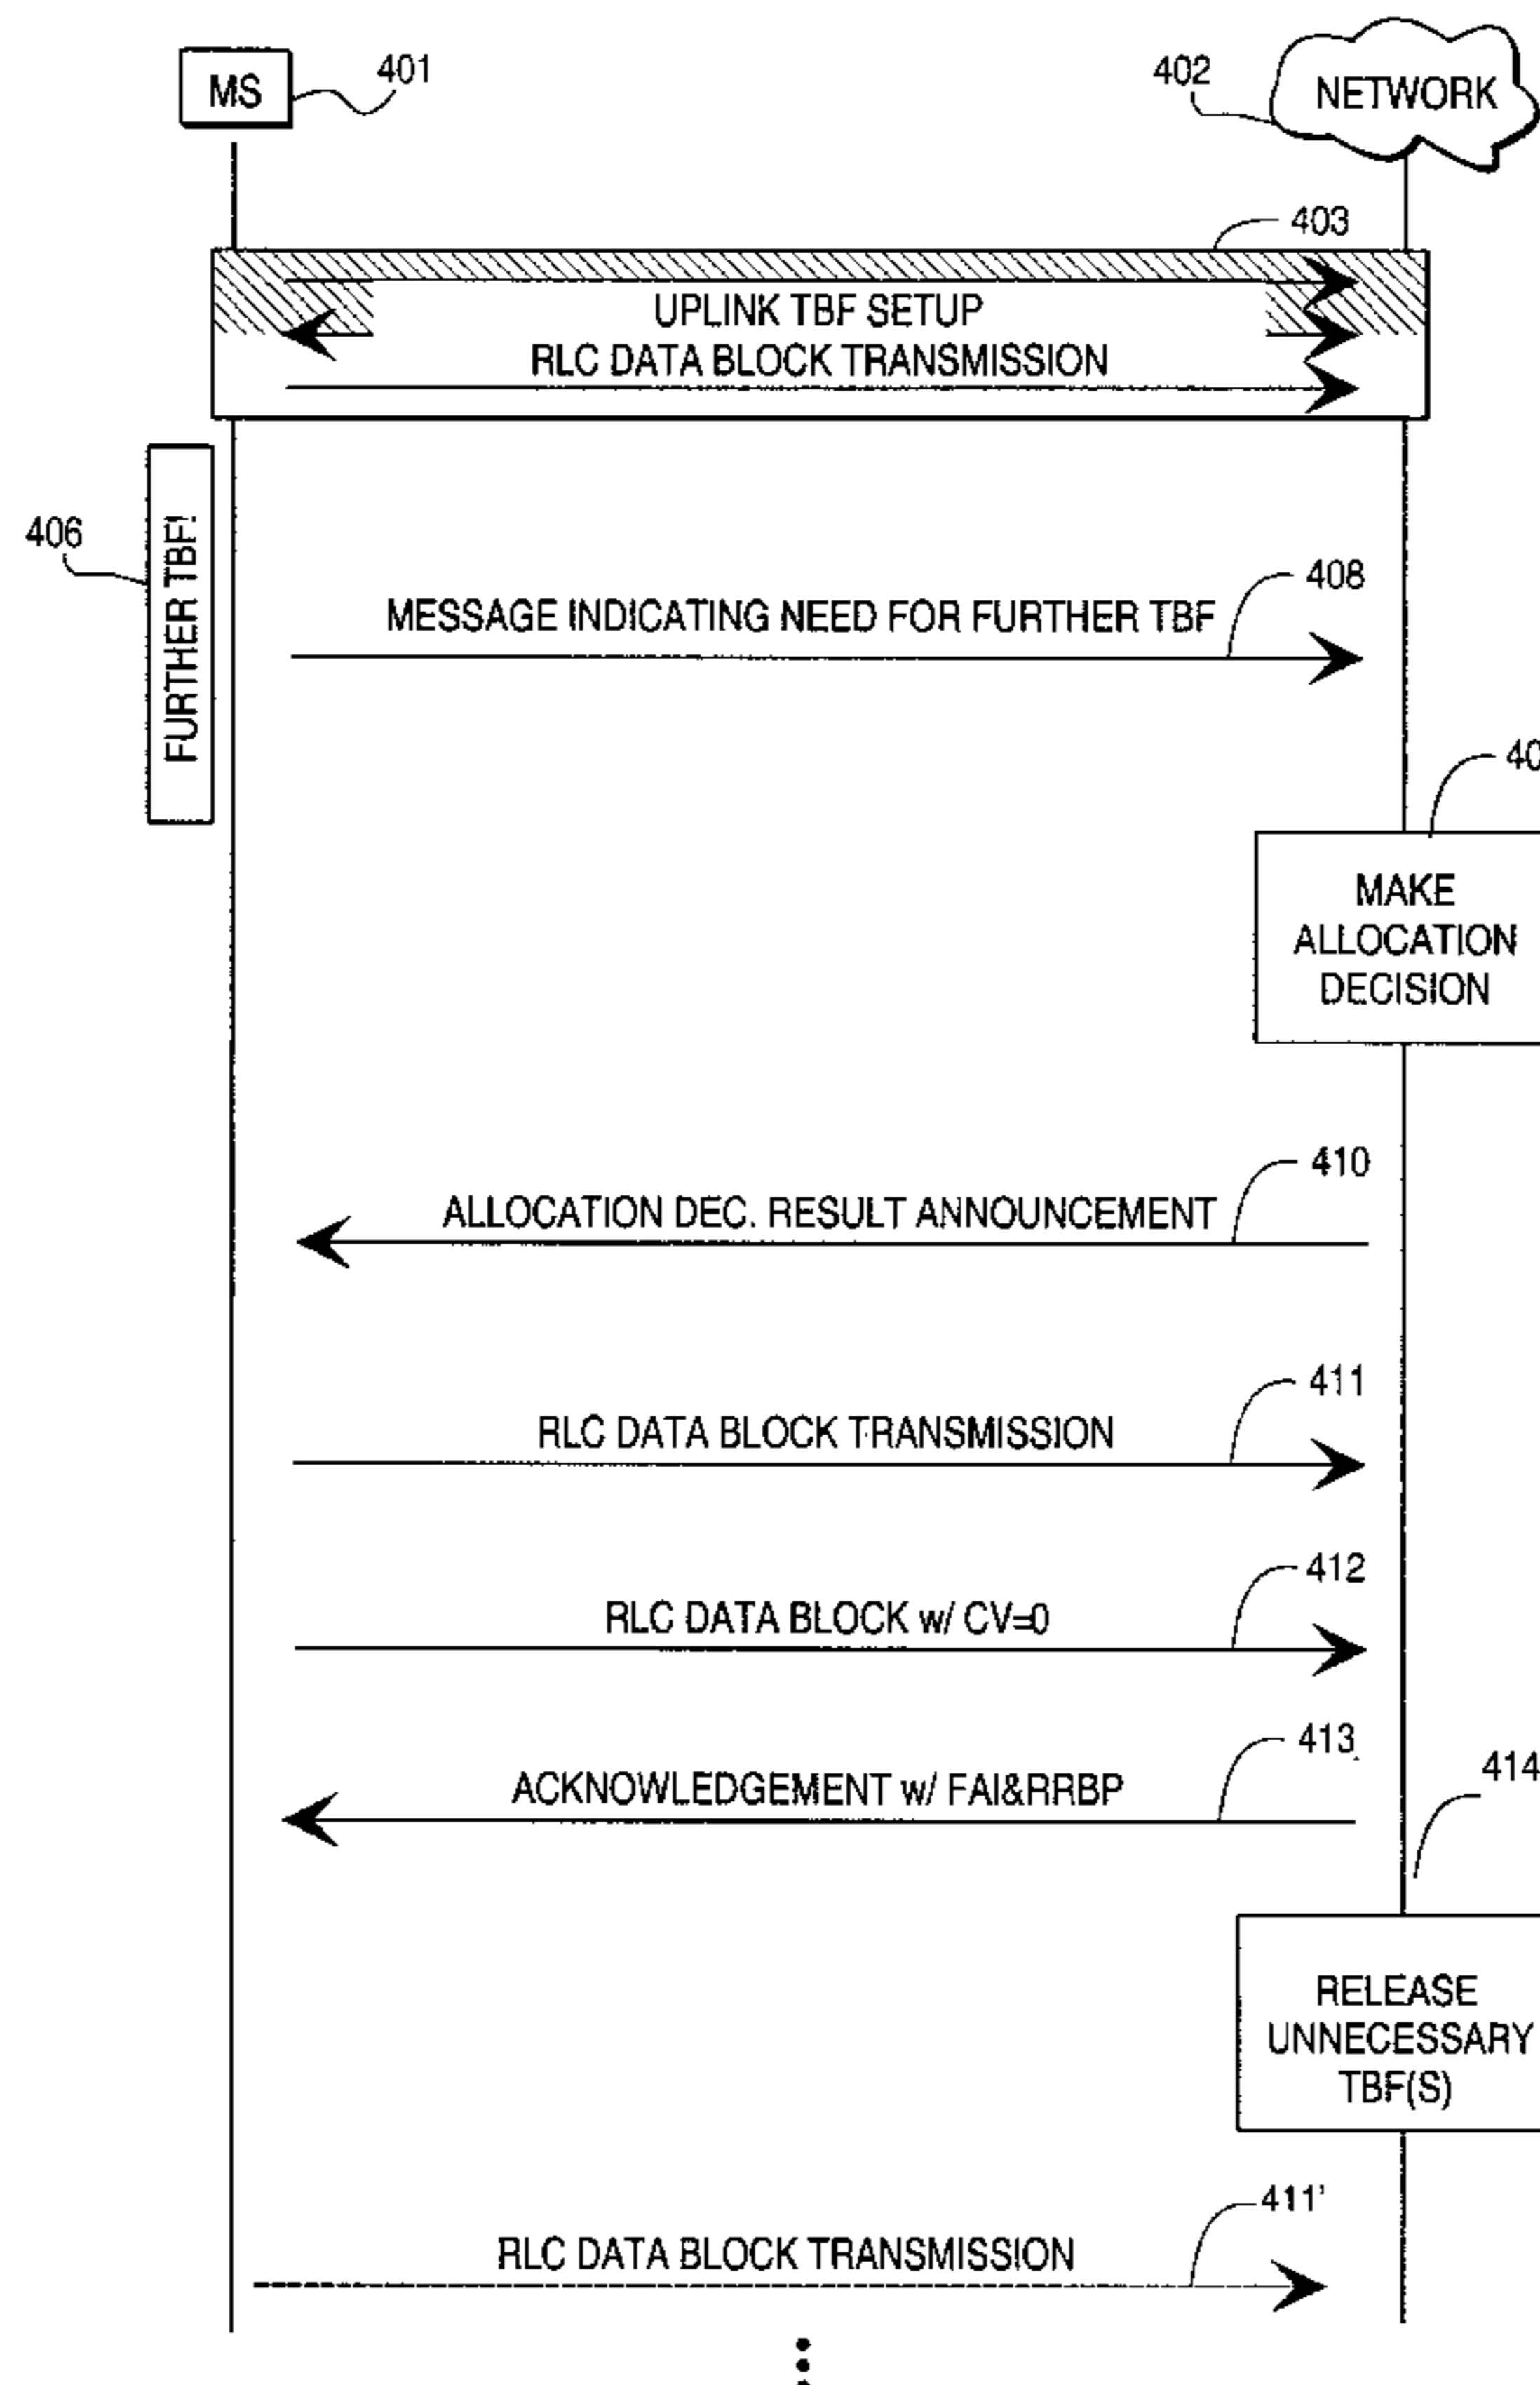 MS
401
402
NETWORK
403
UPLINK TBF SETUP
RLC DATA BLOCK TRANSMISSION
406
FURTHER TBF!
408
MESSAGE INDICATING NEED FOR FURTHER TBF
40
MAKE
ALLOCATION
DECISION
410
ALLOCATION DEC. RESULT ANNOUNCEMENT
411
RLC DATA BLOCK TRANSMISSION
412
RLC DATA BLOCK w/ CV=0
413
ACKNOWLEDGEMENT w/ FAI&RRBP
414
RELEASE
UNNECESSARY
TBF(S)
411'
RLC DATA BLOCK TRANSMISSION